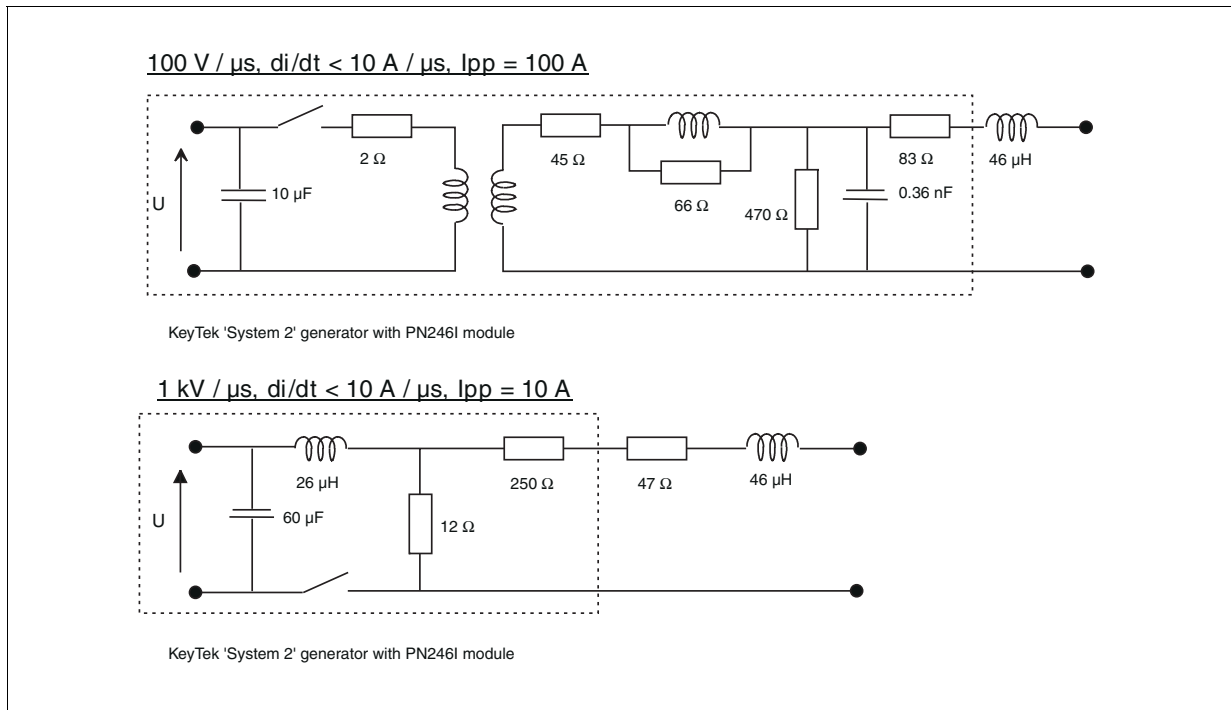 100 V / µs, di/dt < 10 A / µs, Ipp = 100 A
U
10 µF
2 Ω
45 Ω
66 Ω
470 Ω
83 Ω
0.36 nF
46 µH
KeyTek 'System 2' generator with PN246I module
1 kV / µs, di/dt < 10 A / µs, Ipp = 10 A
U
60 µF
26 µH
12 Ω
250 Ω
47 Ω
46 µH
KeyTek 'System 2' generator with PN246I module